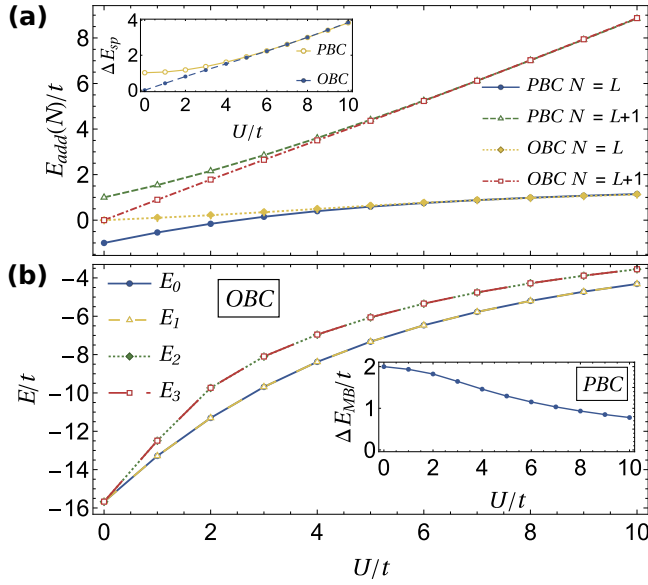 (a)
E_add(N)/t
8
6
4
2
0
ΔE_sp
4
2
0
0 2 4 6 8 10
U/t
PBC
OBC
PBC N = L
PBC N = L+1
OBC N = L
OBC N = L+1
(b)
E/t
−4
−6
−8
−10
−12
−14
−16
E_0
E_1
E_2
E_3
OBC
ΔE_MB/t
2
1
0
0 2 4 6 8 10
U/t
PBC
0 2 4 6 8 10
U/t